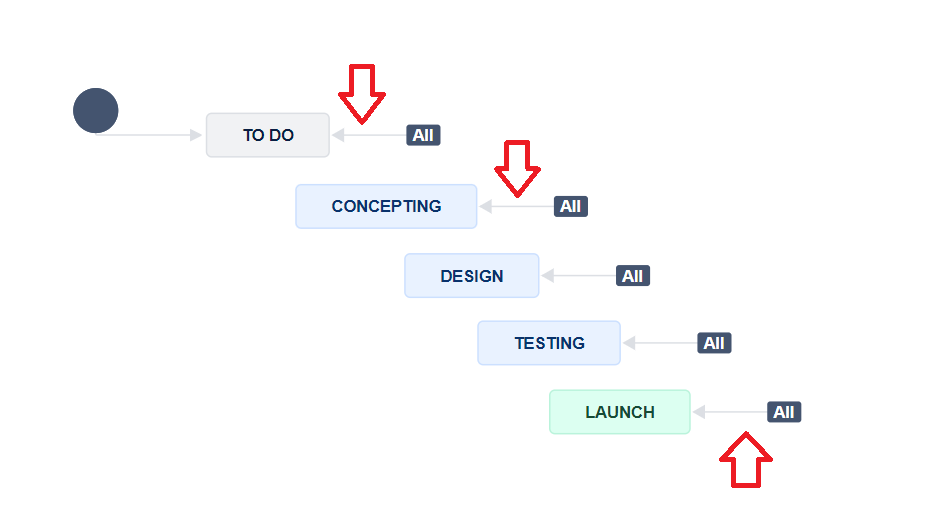 TO DO
All
CONCEPTING
All
DESIGN
All
TESTING
All
LAUNCH
All